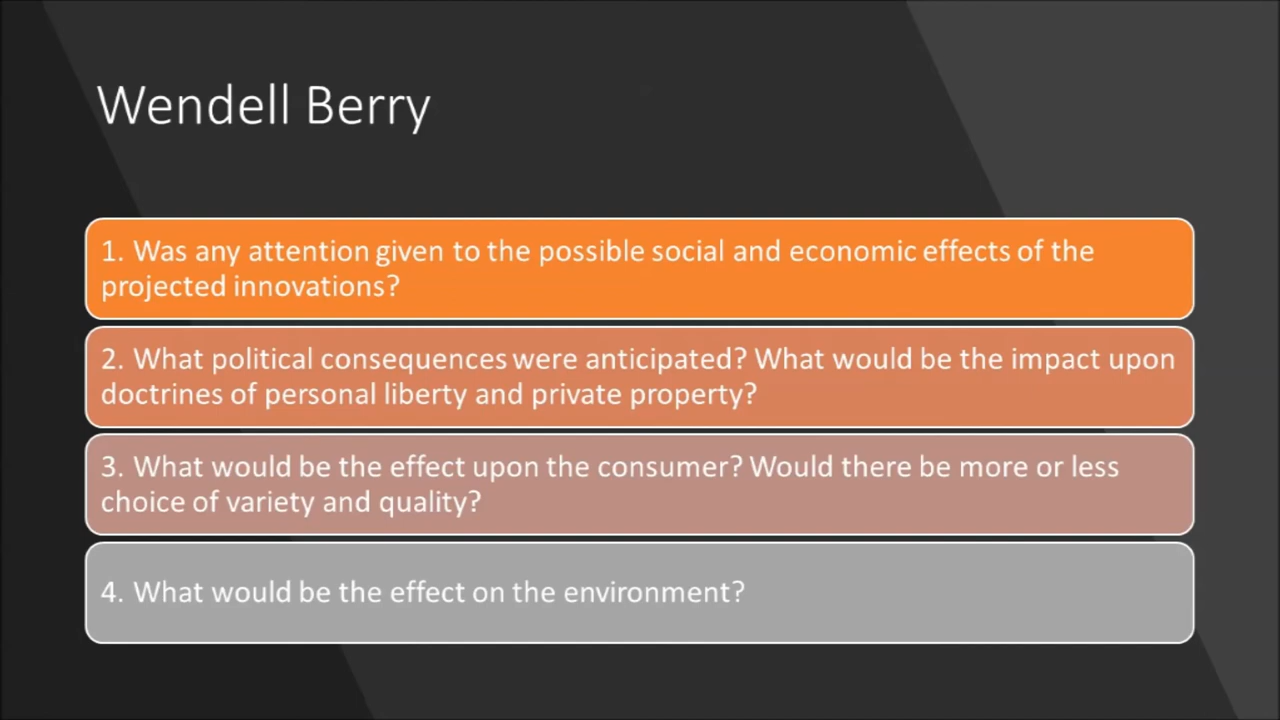 Wendell Berry
1. Was any attention given to the possible social and economic effects of the
projected innovations?
2. What political consequences were anticipated? What would be the impact upon
doctrines of personal liberty and private property?
3. What would be the effect upon the consumer? Would there be more or less
choice of variety and quality?
4. What would be the effect on the environment?